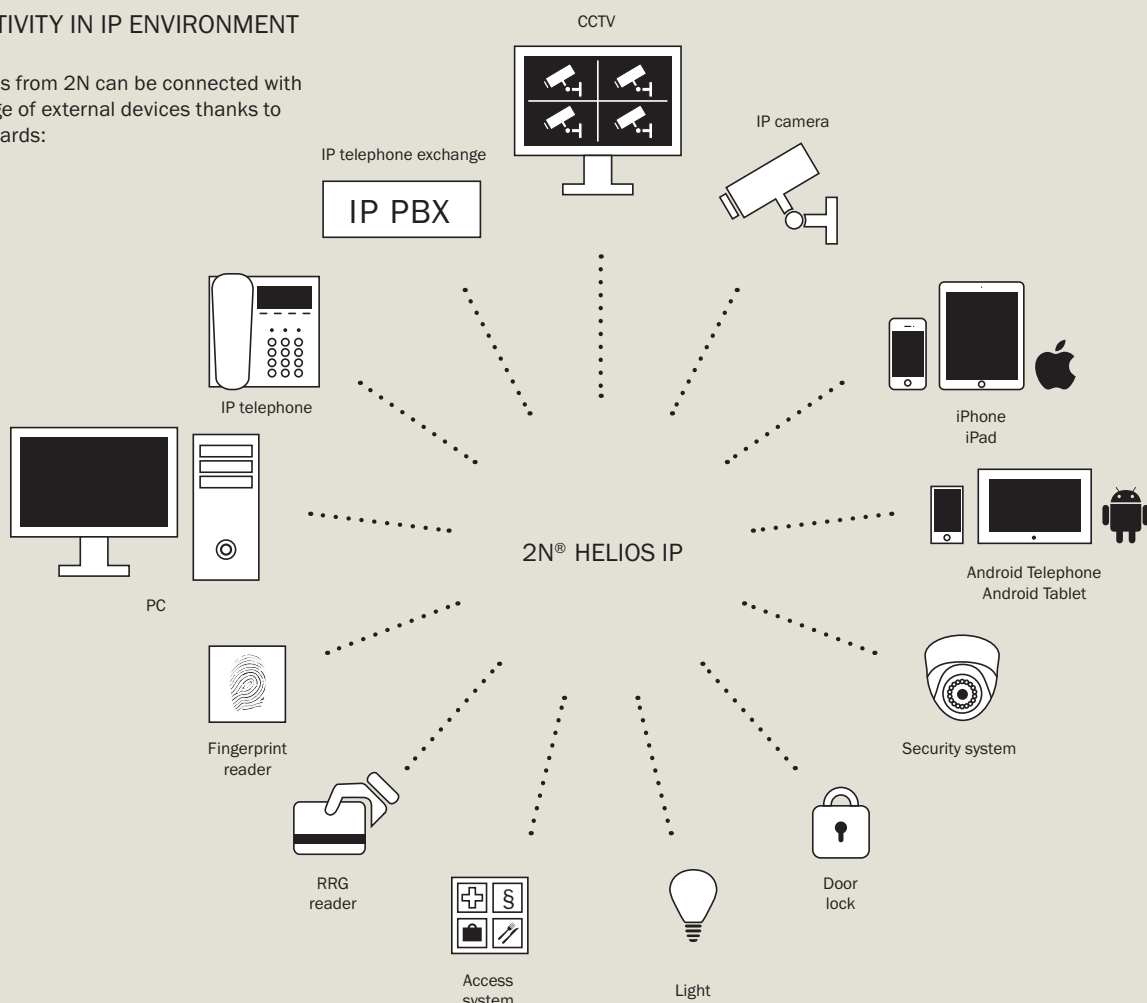 TIVITY IN IP ENVIRONMENT
s from 2N can be connected with
ge of external devices thanks to
ards:
CCTV
IP camera
IP telephone exchange
IP PBX
IP telephone
iPhone
iPad
2N® HELIOS IP
Android Telephone
Android Tablet
PC
Fingerprint
reader
Security system
RRG
reader
§
Door
lock
Access
system
Light